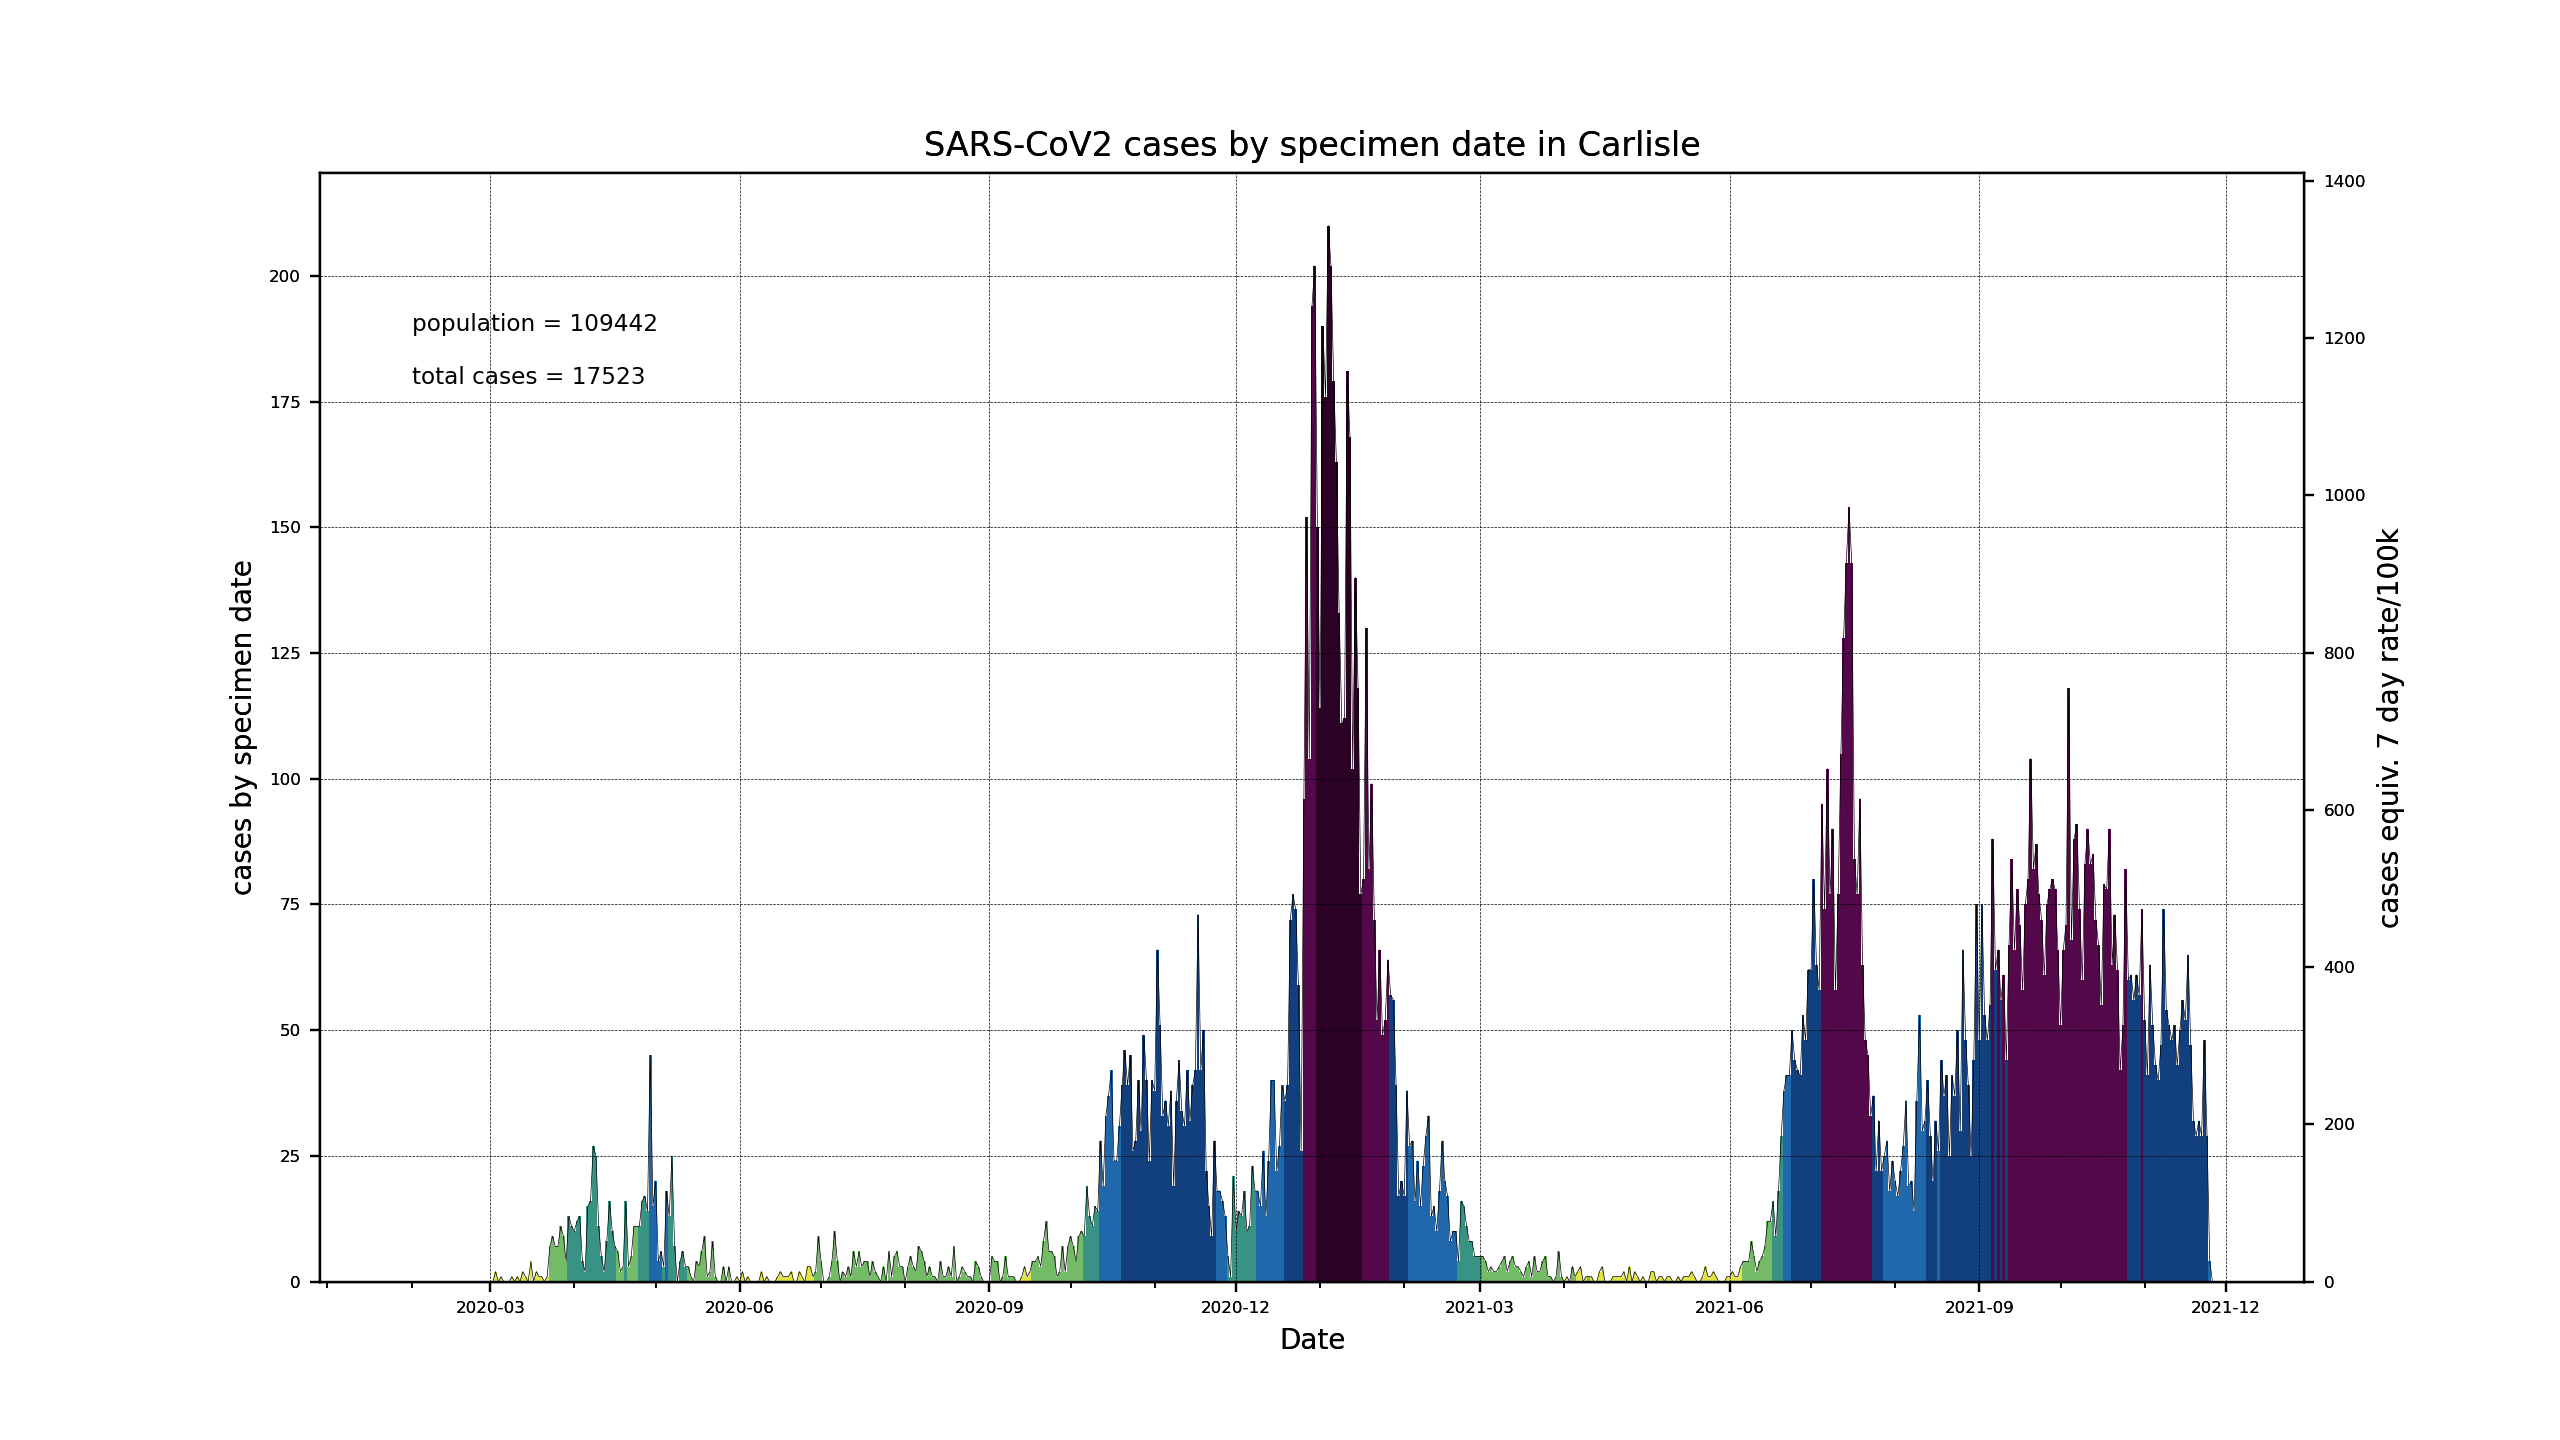 SARS-CoV2 cases by specimen date in Carlisle
population = 109442
total cases = 17523
cases by specimen date
200
175
150
125
100
75
50
25
0
1400
1200
1000
800
600
400
200
0
cases equiv. 7 day rate/100k
2020-03 2020-06 2020-09 2020-12 2021-03 2021-06 2021-09 2021-12
Date